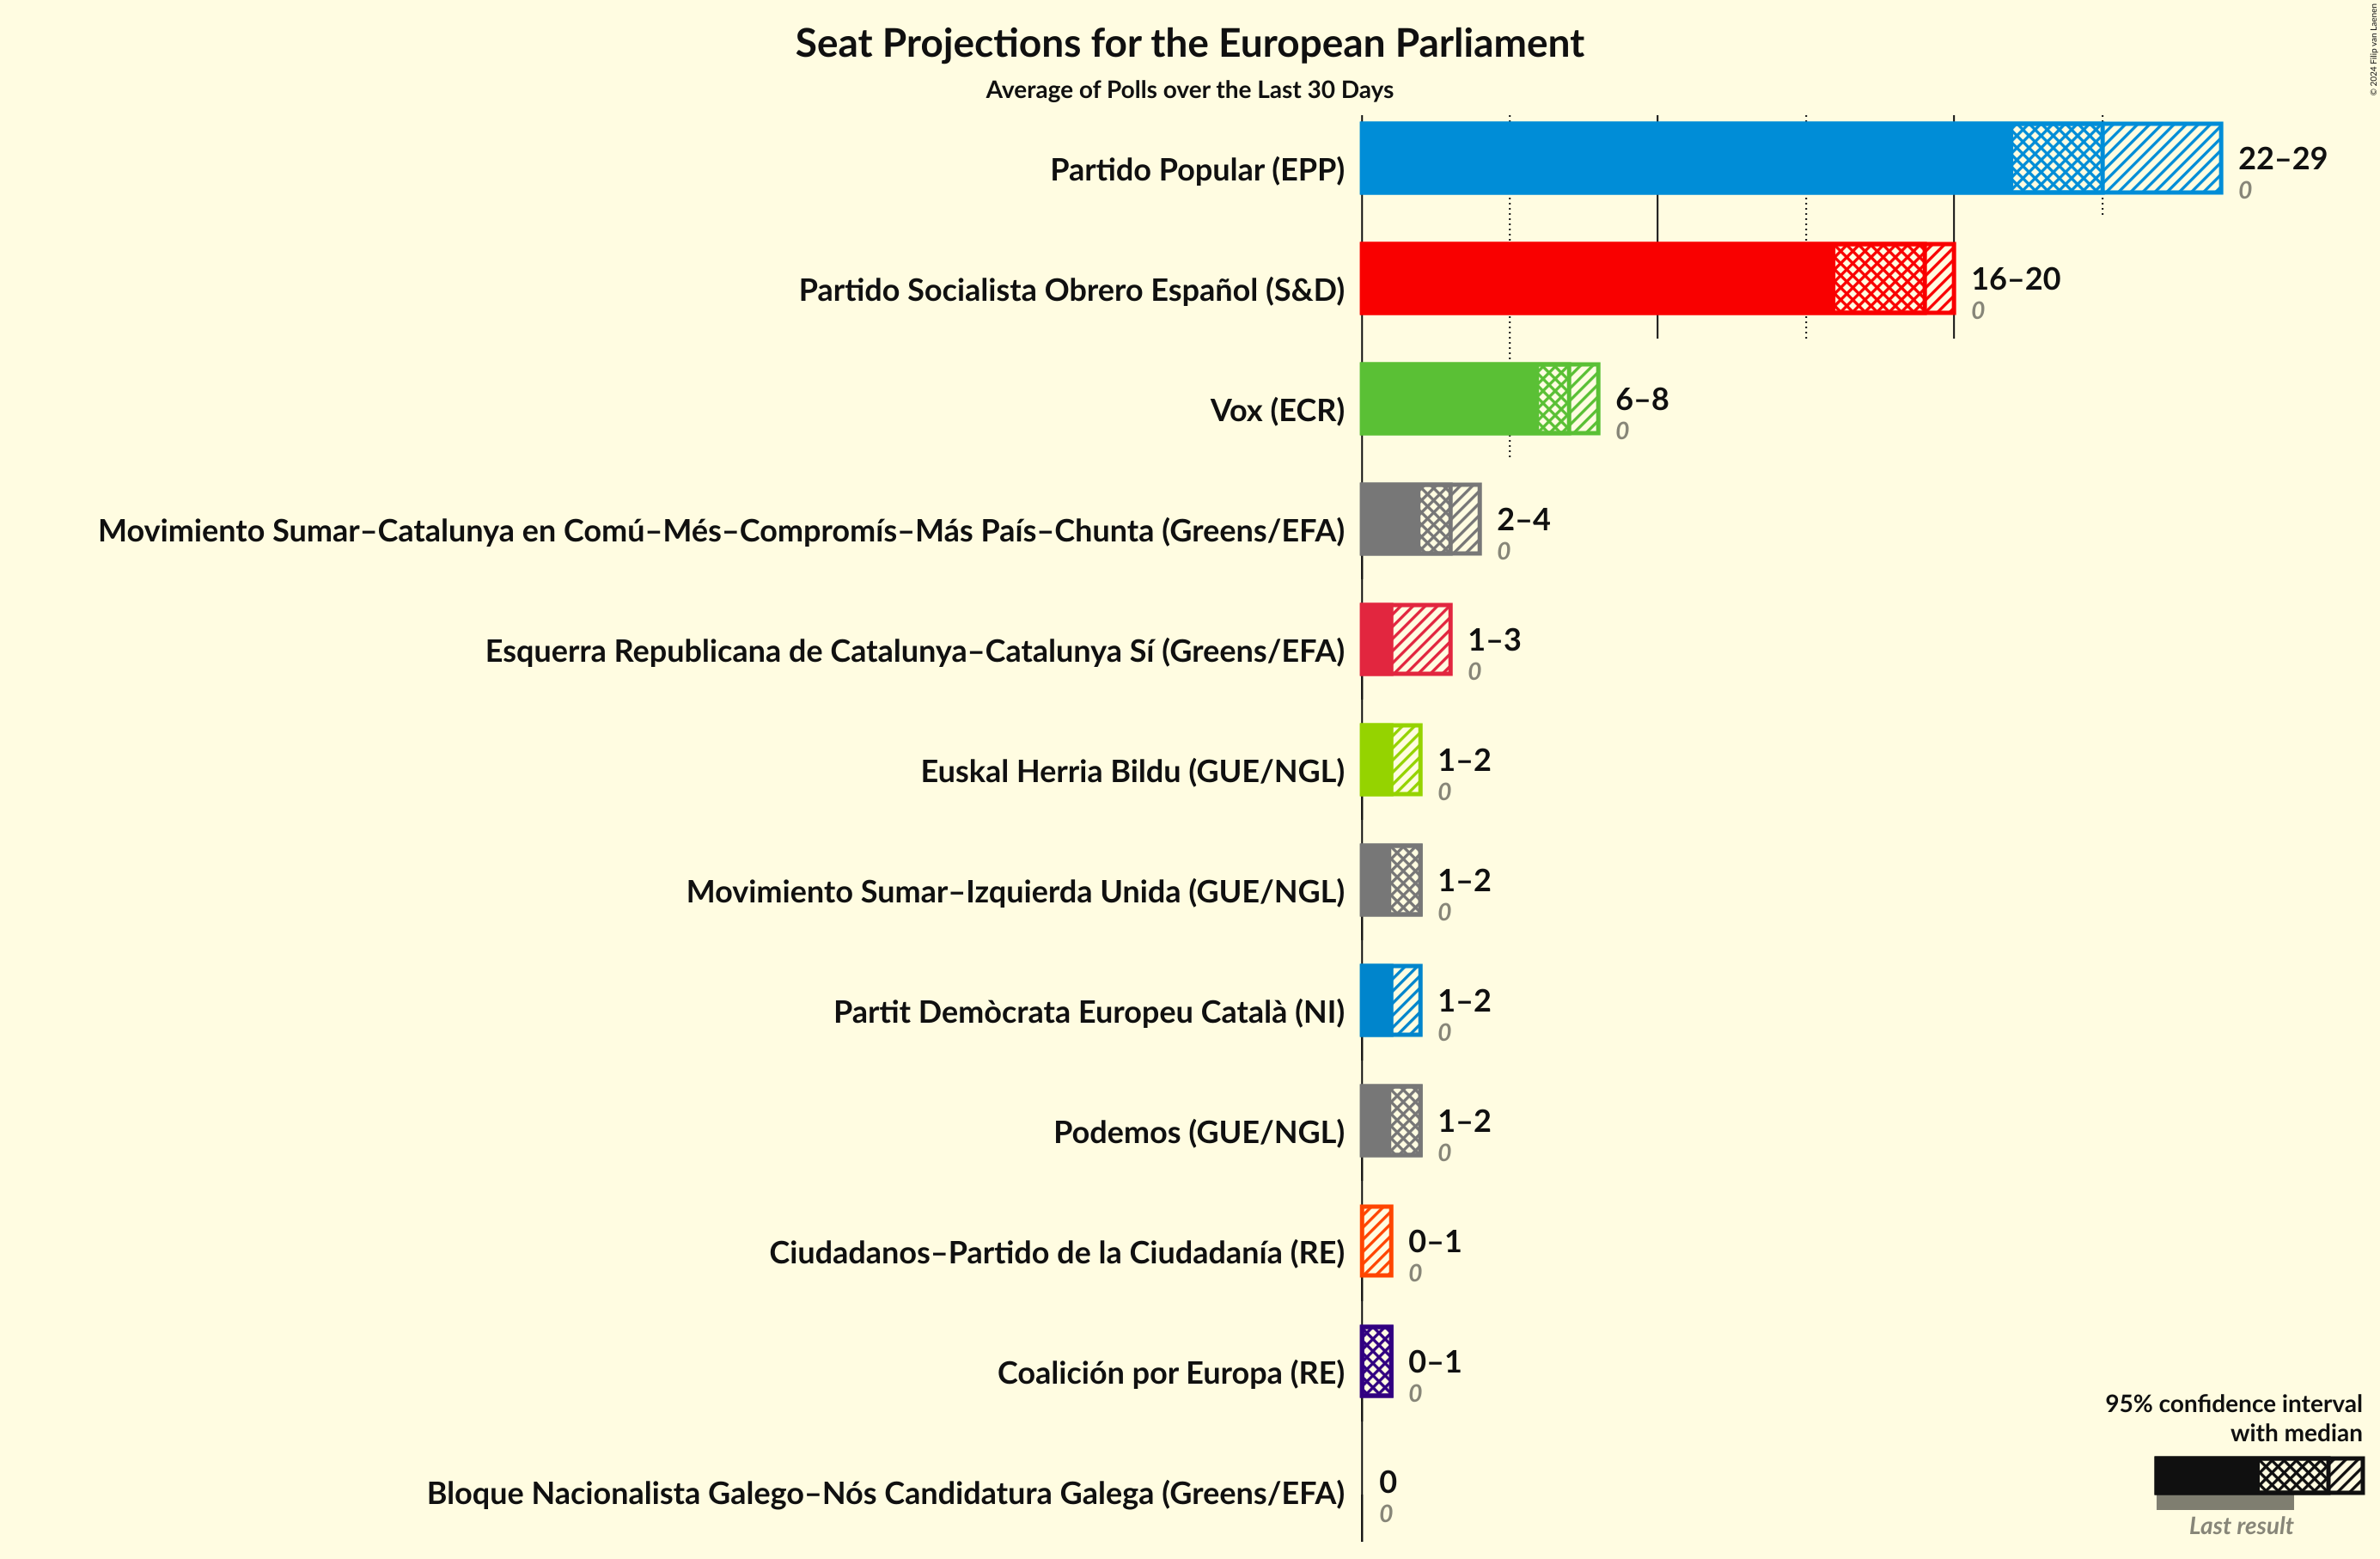 Seat Projections for the European Parliament
Average of Polls over the Last 30 Days
© 2024 Filip van Laenen
Partido Popular (EPP)
22–29
0
Partido Socialista Obrero Español (S&D)
16–20
0
Vox (ECR)
6–8
0
Movimiento Sumar–Catalunya en Comú–Més–Compromís–Más País–Chunta (Greens/EFA)
2–4
0
Esquerra Republicana de Catalunya–Catalunya Sí (Greens/EFA)
1–3
0
Euskal Herria Bildu (GUE/NGL)
1–2
0
Movimiento Sumar–Izquierda Unida (GUE/NGL)
1–2
0
Partit Demòcrata Europeu Català (NI)
1–2
0
Podemos (GUE/NGL)
1–2
0
Ciudadanos–Partido de la Ciudadanía (RE)
0–1
0
Coalición por Europa (RE)
0–1
0
Bloque Nacionalista Galego–Nós Candidatura Galega (Greens/EFA)
0
0
95% confidence interval
with median
Last result